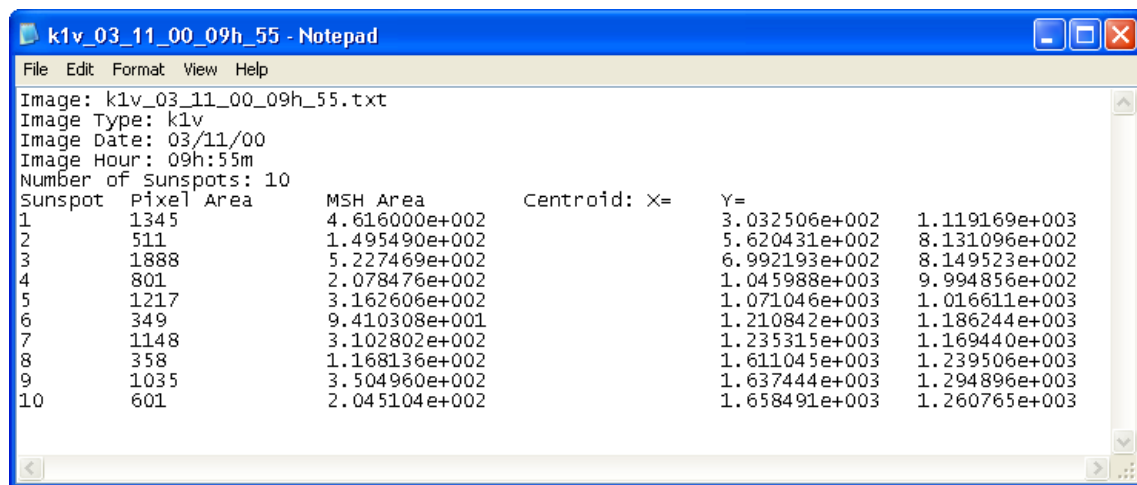 k1v_03_11_00_09h_55 - Notepad
File Edit Format View Help
Image: k1v_03_11_00_09h_55.txt
Image Type: k1v
Image Date: 03/11/00
Image Hour: 09h:55m
Number of Sunspots: 10
Sunspot Pixel Area MSH Area Centroid: X= Y=
1 1345 4.616000e+002 3.032506e+002 1.119169e+003
2 511 1.495490e+002 5.620431e+002 8.131096e+002
3 1888 5.227469e+002 6.992193e+002 8.149523e+002
4 801 2.078476e+002 1.045988e+003 9.994856e+002
5 1217 3.162606e+002 1.071046e+003 1.016611e+003
6 349 9.410308e+001 1.210842e+003 1.186244e+003
7 1148 3.102802e+002 1.235315e+003 1.169440e+003
8 358 1.168136e+002 1.611045e+003 1.239506e+003
9 1035 3.504960e+002 1.637444e+003 1.294896e+003
10 601 2.045104e+002 1.658491e+003 1.260765e+003